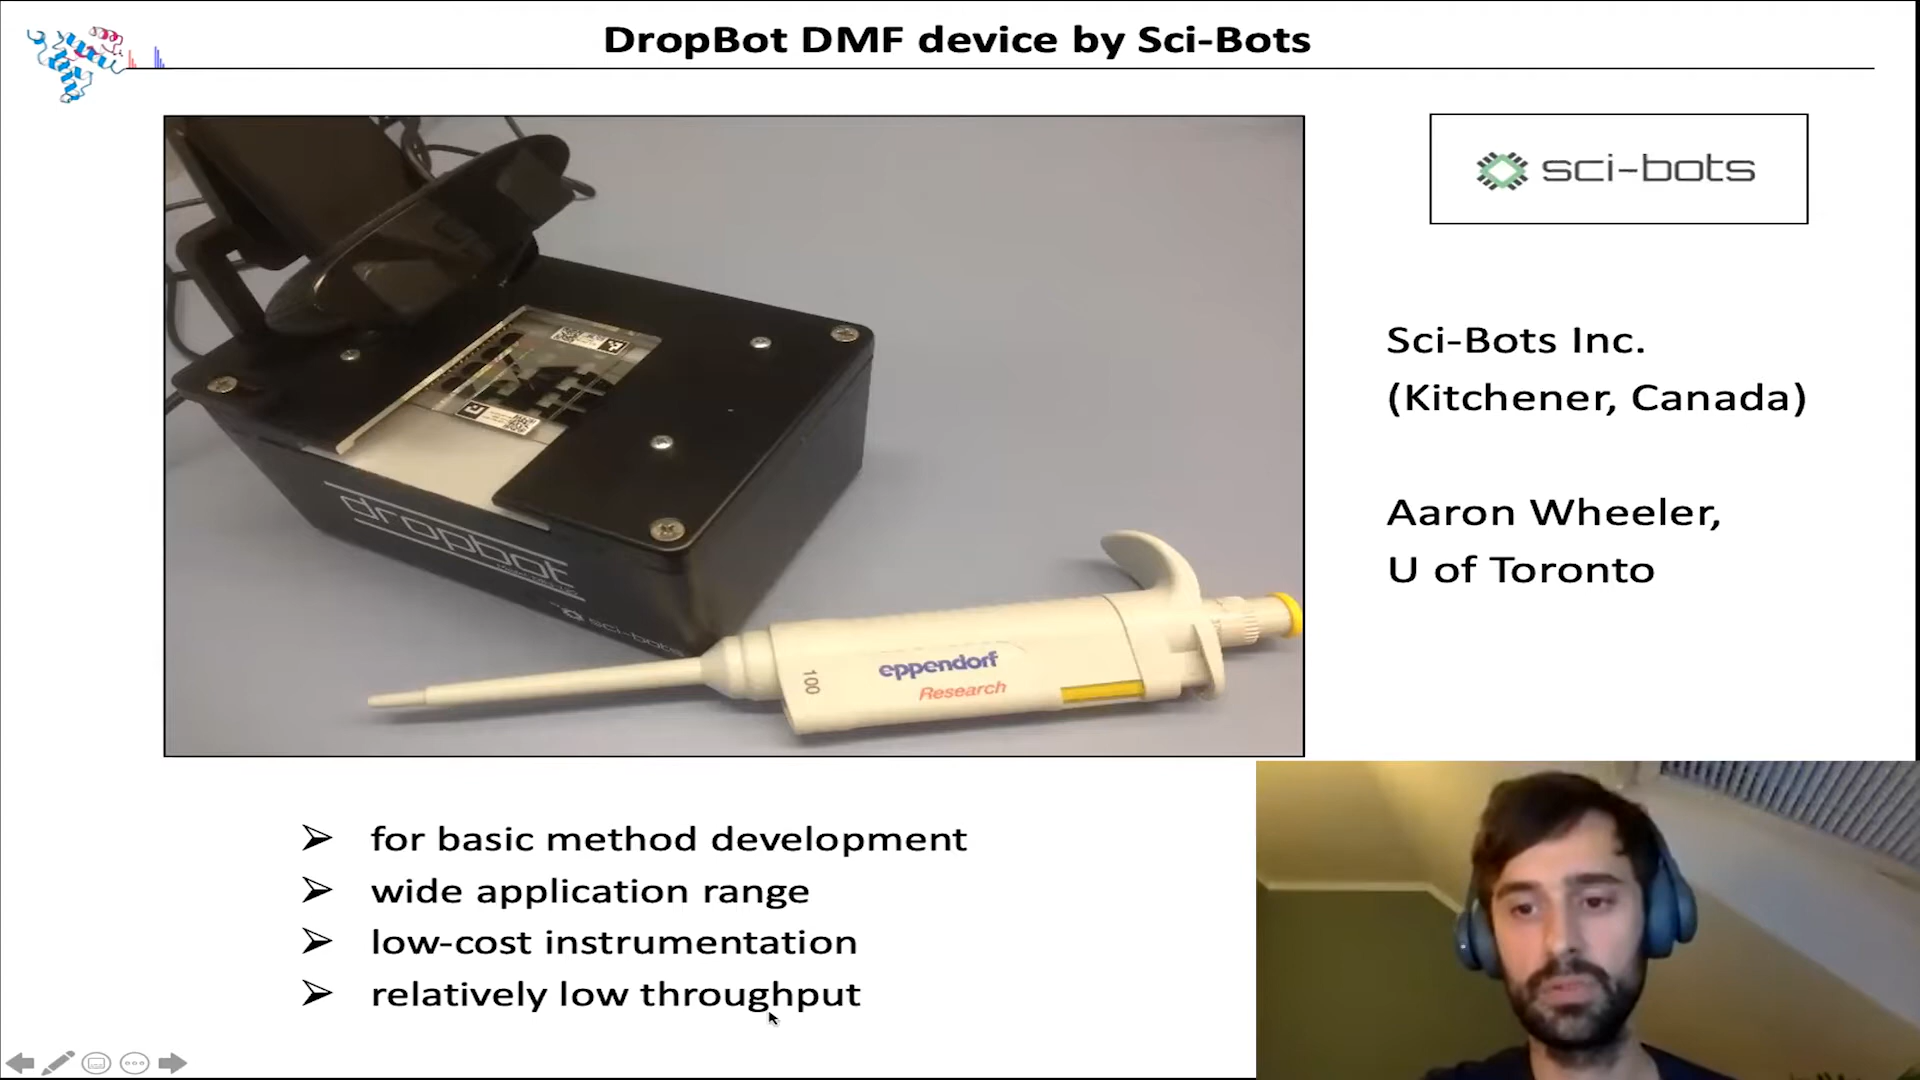 DropBot DMF device by Sci-Bots
sci-bots
Sci-Bots Inc.
(Kitchener, Canada)
Aaron Wheeler,
U of Toronto
dropbot
sci-bots
100
eppendorf
Research
➢ for basic method development
➢ wide application range
➢ low-cost instrumentation
➢ relatively low throughput